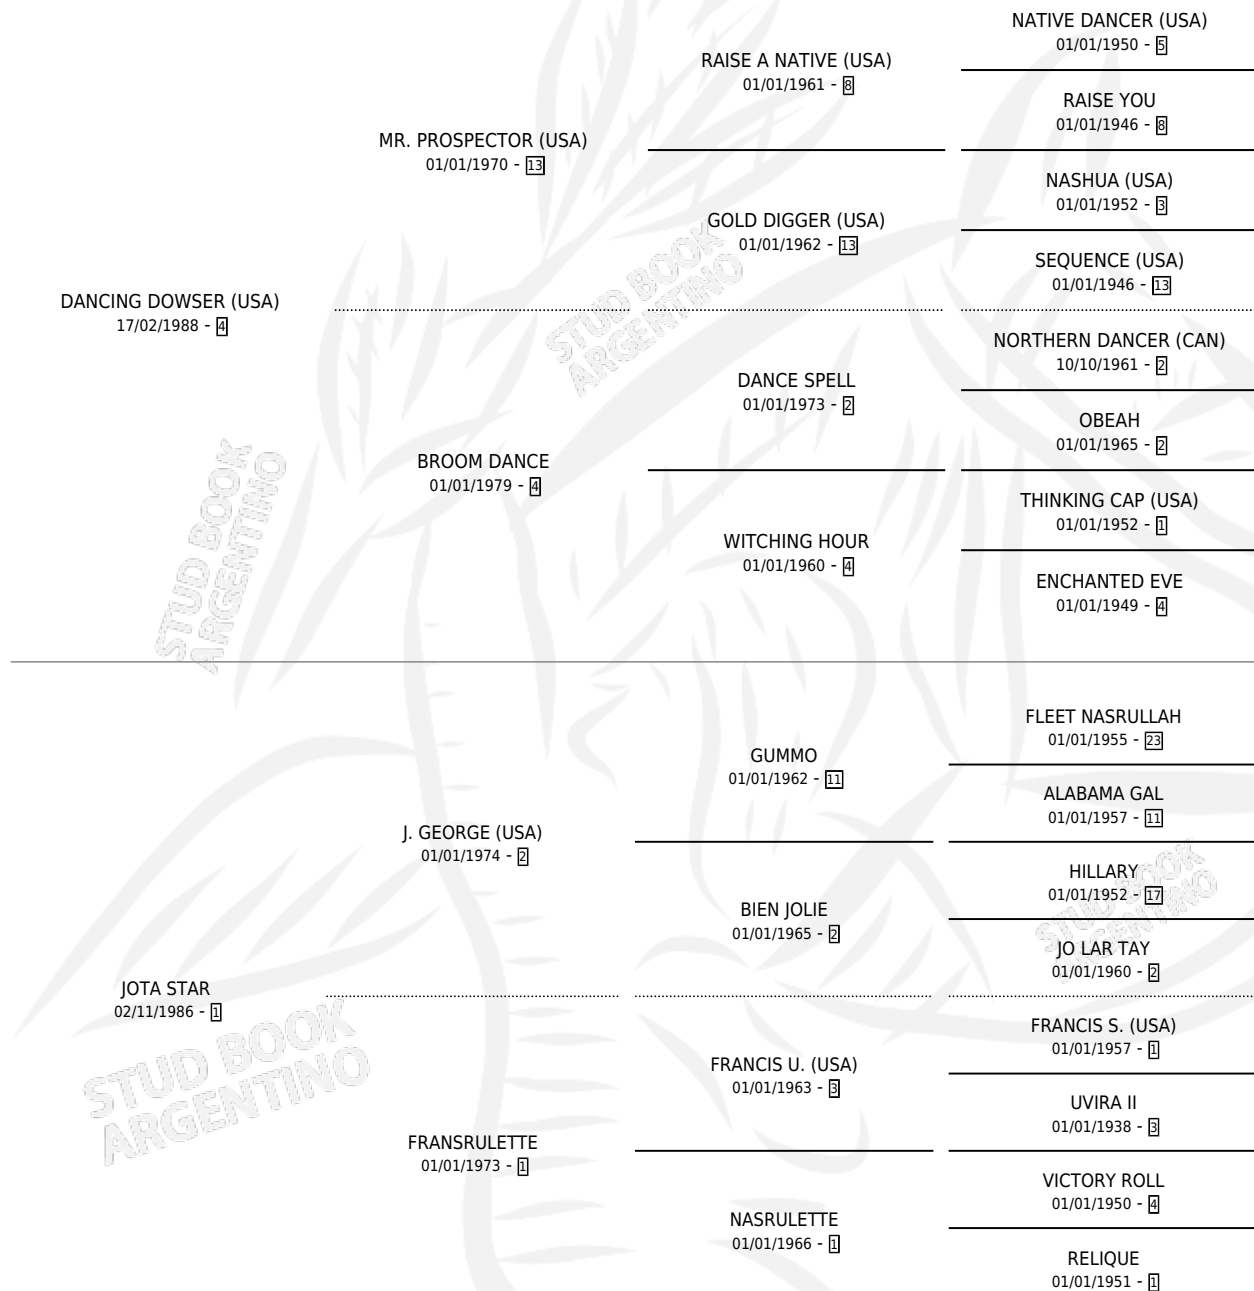 NATIVE DANCER (USA)
01/01/1950 - 5
RAISE A NATIVE (USA)
01/01/1961 - 8
RAISE YOU
01/01/1946 - 8
MR. PROSPECTOR (USA)
01/01/1970 - 13
NASHUA (USA)
01/01/1952 - 3
GOLD DIGGER (USA)
01/01/1962 - 13
SEQUENCE (USA)
01/01/1946 - 13
DANCING DOWSER (USA)
17/02/1988 - 4
STUD BOOK
ARGENTINO
NORTHERN DANCER (CAN)
10/10/1961 - 2
DANCE SPELL
01/01/1973 - 2
OBEAH
01/01/1965 - 2
BROOM DANCE
01/01/1979 - 4
THINKING CAP (USA)
01/01/1952 - 1
WITCHING HOUR
01/01/1960 - 4
ENCHANTED EVE
01/01/1949 - 4
STUD BOOK
ARGENTINO
FLEET NASRULLAH
01/01/1955 - 23
GUMMO
01/01/1962 - 11
ALABAMA GAL
01/01/1957 - 11
J. GEORGE (USA)
01/01/1974 - 2
HILLARY
01/01/1952 - 17
BIEN JOLIE
01/01/1965 - 2
STUD BOOK
ARGENTINO
JO LAR TAY
01/01/1960 - 2
JOTA STAR
02/11/1986 - 1
STUD BOOK
ARGENTINO
FRANCIS S. (USA)
01/01/1957 - 1
FRANCIS U. (USA)
01/01/1963 - 3
UVIRA II
01/01/1938 - 3
FRANSRULETTE
01/01/1973 - 1
VICTORY ROLL
01/01/1950 - 4
NASRULETTE
01/01/1966 - 1
RELIQUE
01/01/1951 - 1